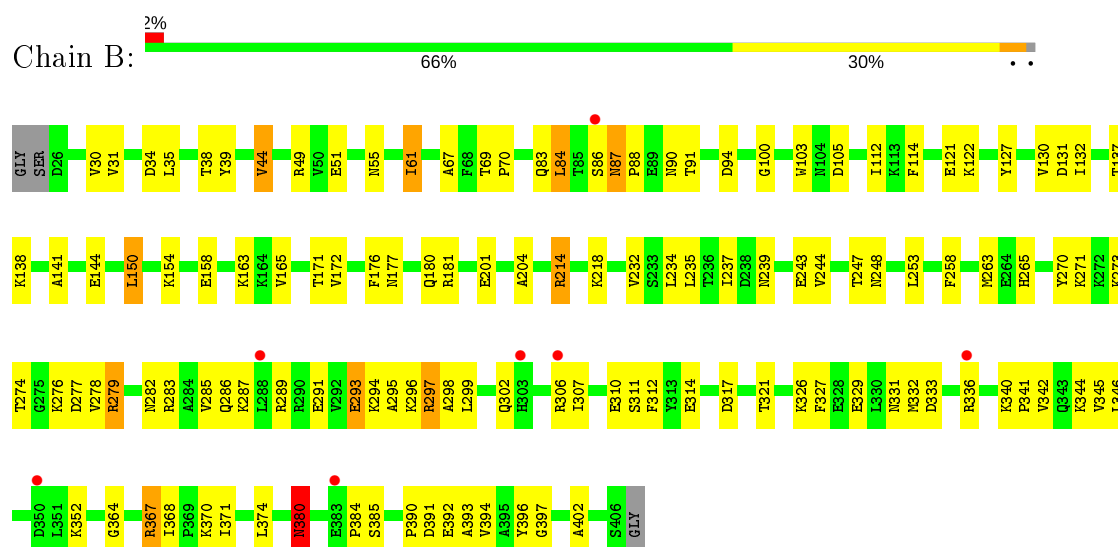 2%
Chain B:
66% 30% • •
GLY SER D26 V30 V31 D34 L35 T38 Y39 V44 R49 V50 E51 N55 I61 A67 F68 T69 P70 Q83 L84 T85 S86 N87 P88 E89 N90 T91 D94 G100 W103 N104 D105 I112 K113 F114 E121 K122 Y127 V130 D131 I132 T137
K138 A141 E144 L150 K154 E158 K163 K164 V165 T171 V172 F176 N177 Q180 R181 E201 A204 R214 K218 V232 S233 L234 L235 T236 I237 D238 N239 E243 V244 T247 N248 L253 F258 M263 E264 H265 Y270 K271 K272 K273
T274 G275 K276 D277 V278 R279 N282 R283 A284 V285 Q286 K287 L288 R289 R290 E291 V292 E293 K294 A295 K296 R297 A298 L299 Q302 H303 R306 I307 E310 S311 F312 Y313 E314 D317 T321 K326 F327 E328 E329 L330 N331 M332 D333 R336 K340 P341 V342 Q343 K344 V345 L346
D350 L351 K352 G364 R367 I368 P369 K370 I371 L374 N380 E383 P384 S385 P390 D391 E392 A393 V394 A395 Y396 G397 A402 S406 GLY